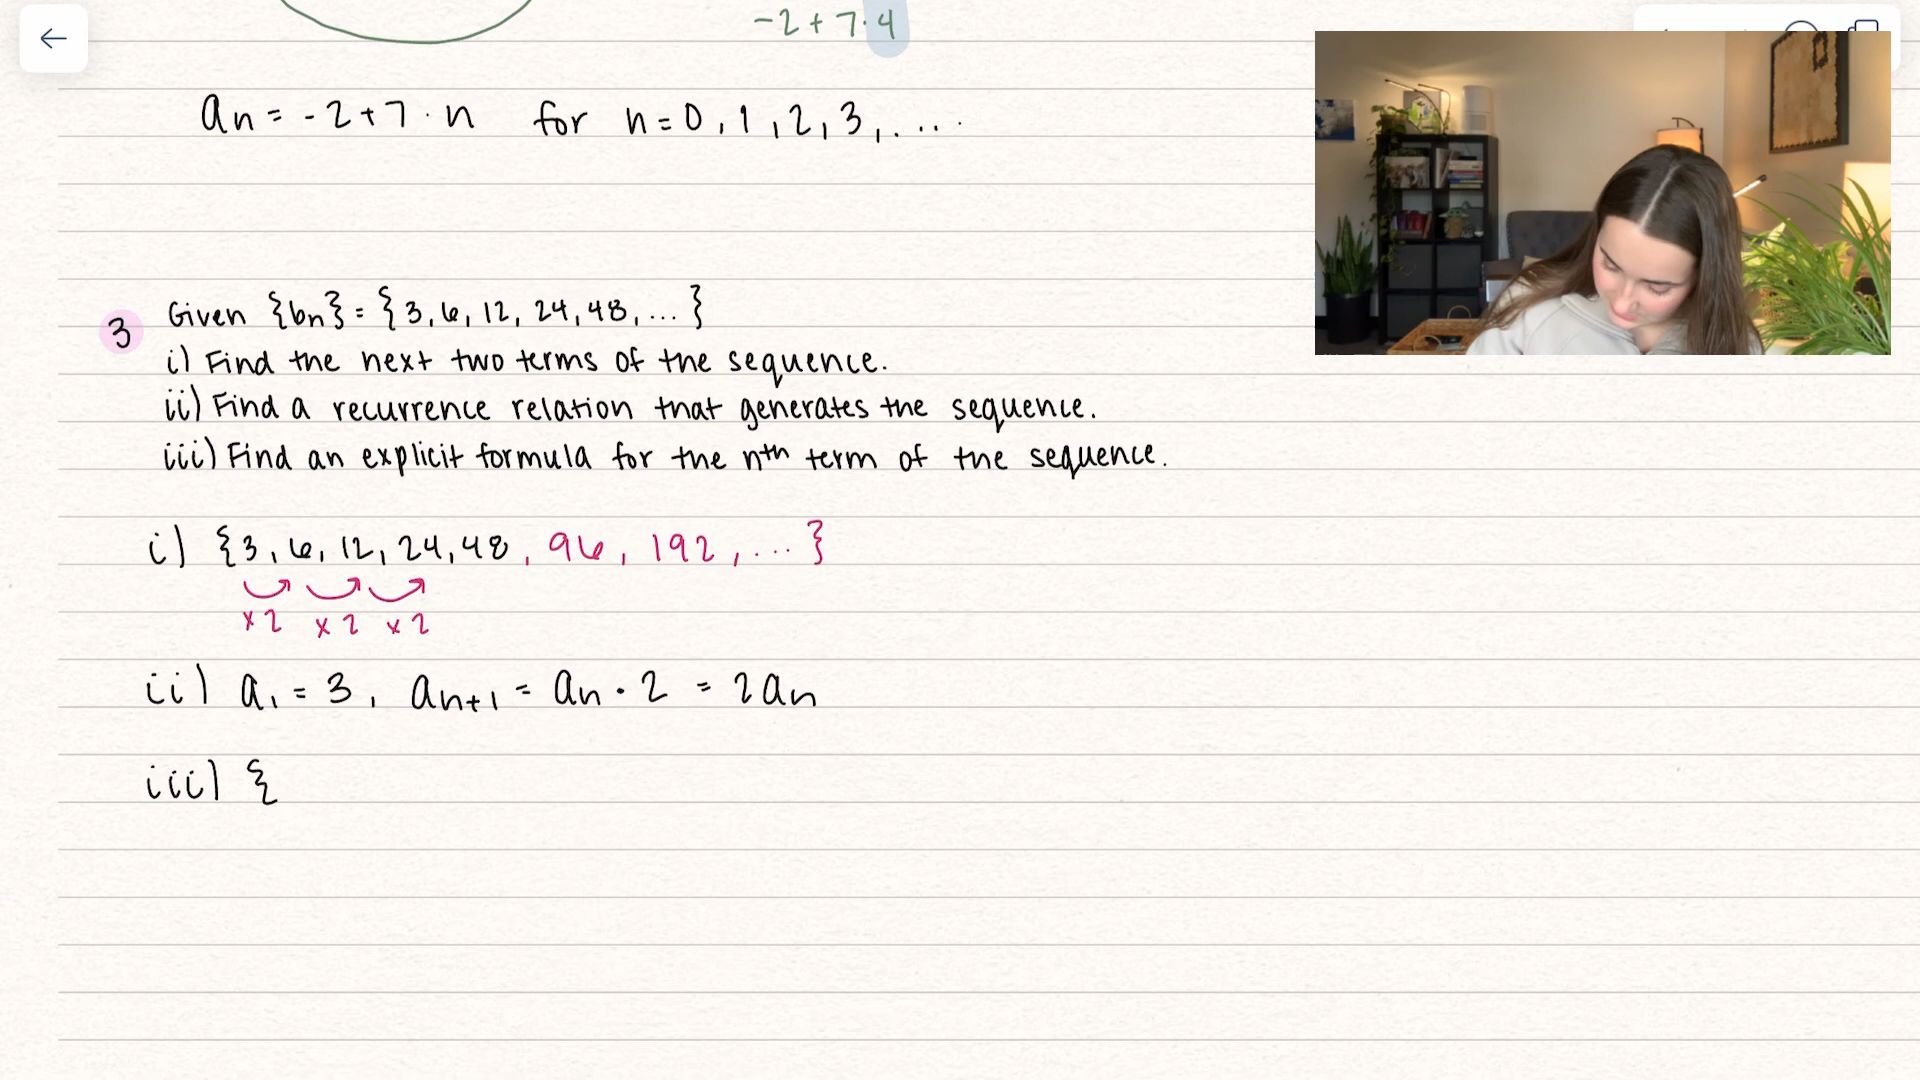 -2+7·4
an = -2+7·n for n=0,1,2,3,....
3
Given {bn} = {3,6,12,24,48,...}
i) Find the next two terms of the sequence.
ii) Find a recurrence relation that generates the sequence.
iii) Find an explicit formula for the nth term of the sequence.
i) {3,6,12,24,48,96,192,...}
x2 x2 x2
ii) a1 = 3, an+1 = an·2 = 2an
iii) {